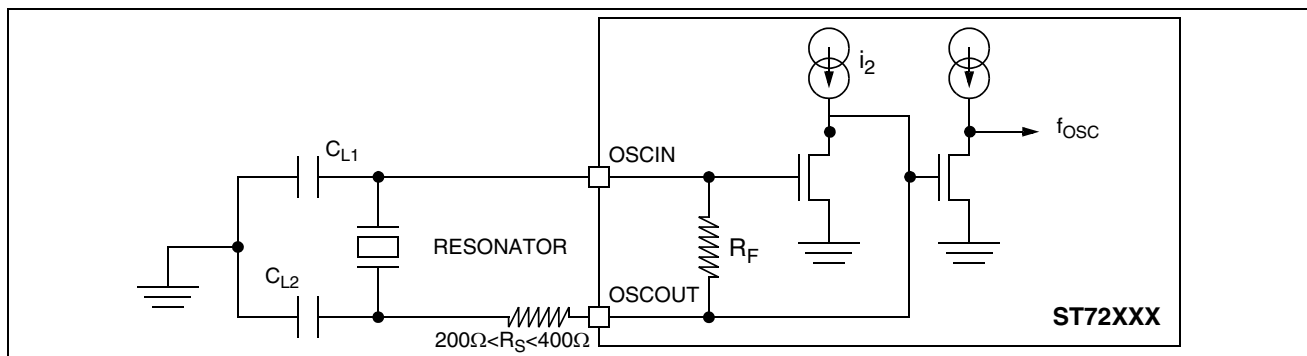 i2
fOSC
CL1
OSCIN
RESONATOR
RF
CL2
OSCOUT
200Ω<RS<400Ω
ST72XXX